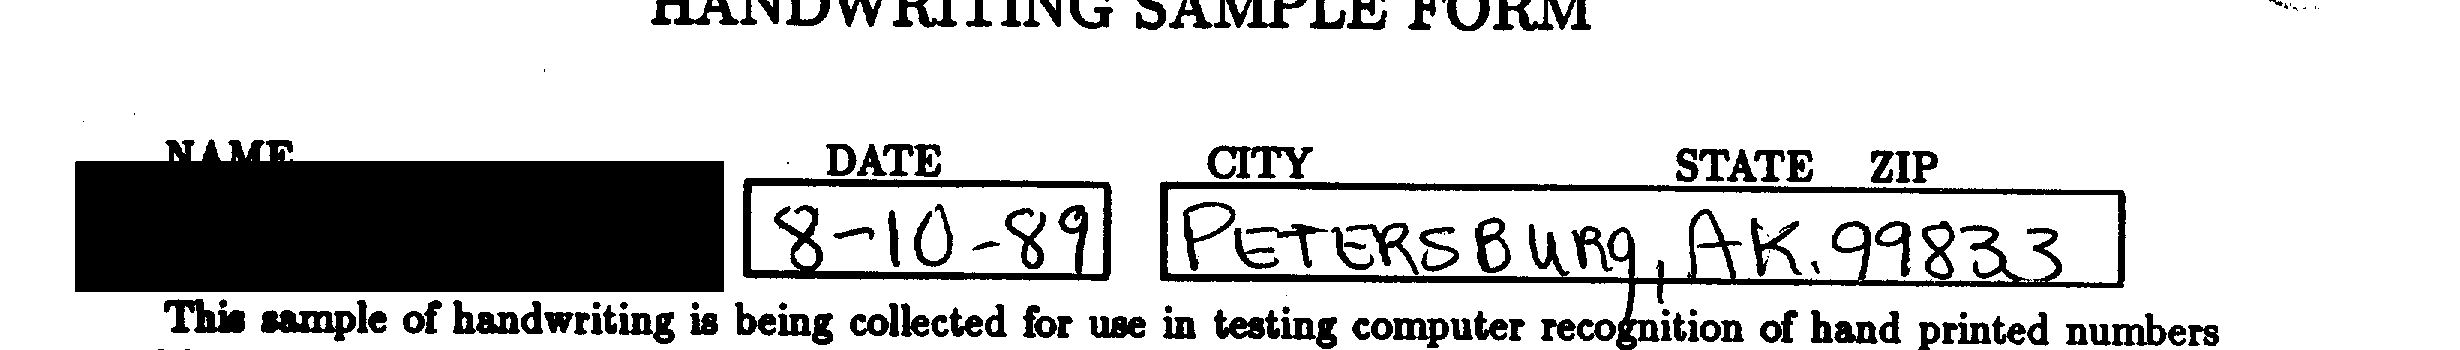 HANDWRITING SAMPLE FORM
NAME DATE CITY STATE ZIP
8-10-89 PETERSBURg, AK. 99833
This sample of handwriting is being collected for use in testing computer recognition of hand printed numbers